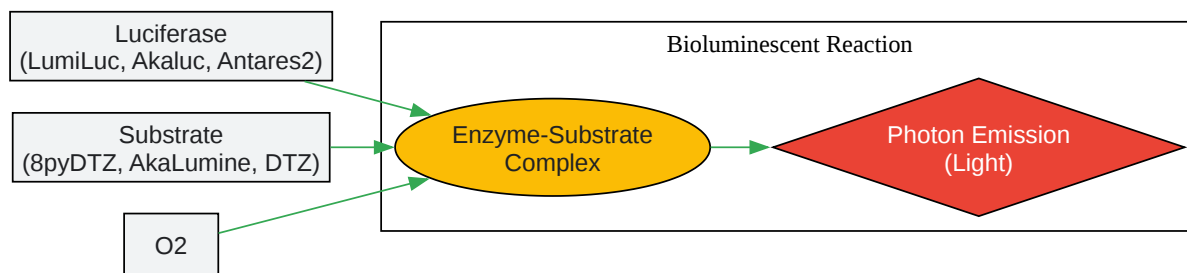 Luciferase
(LumiLuc, Akaluc, Antares2)
Substrate
(8pyDTZ, AkaLumine, DTZ)
O2
Bioluminescent Reaction
Enzyme-Substrate
Complex
Photon Emission
(Light)